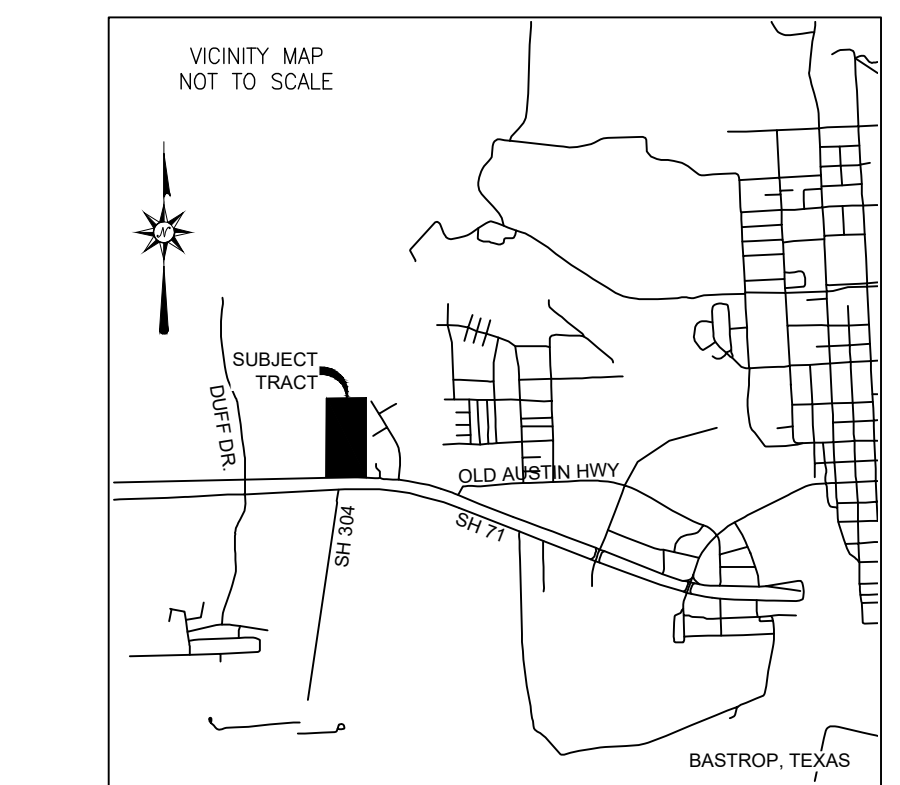 VICINITY MAP
NOT TO SCALE
N
SUBJECT
TRACT
DUFF DR.
OLD AUSTIN HWY
SH 71
SH 304
BASTROP, TEXAS